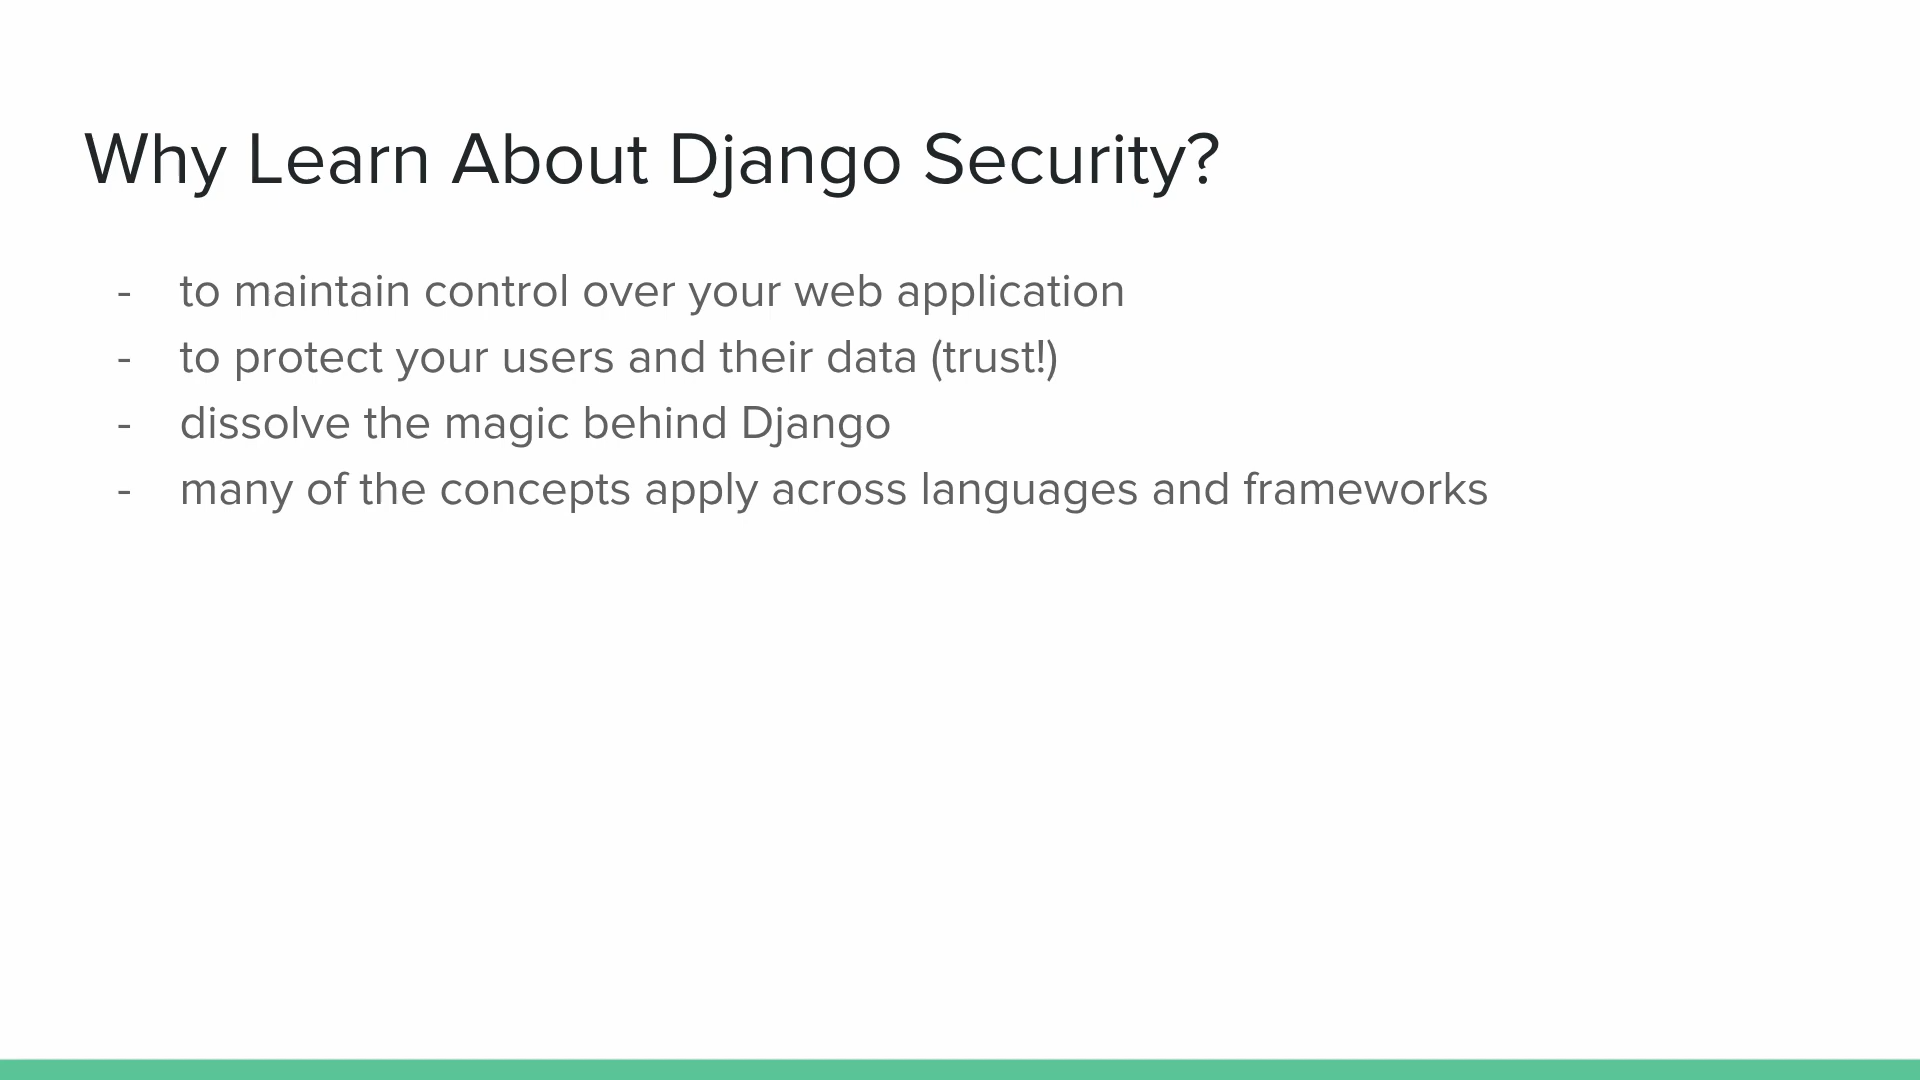 Why Learn About Django Security?
- to maintain control over your web application
- to protect your users and their data (trust!)
- dissolve the magic behind Django
- many of the concepts apply across languages and frameworks